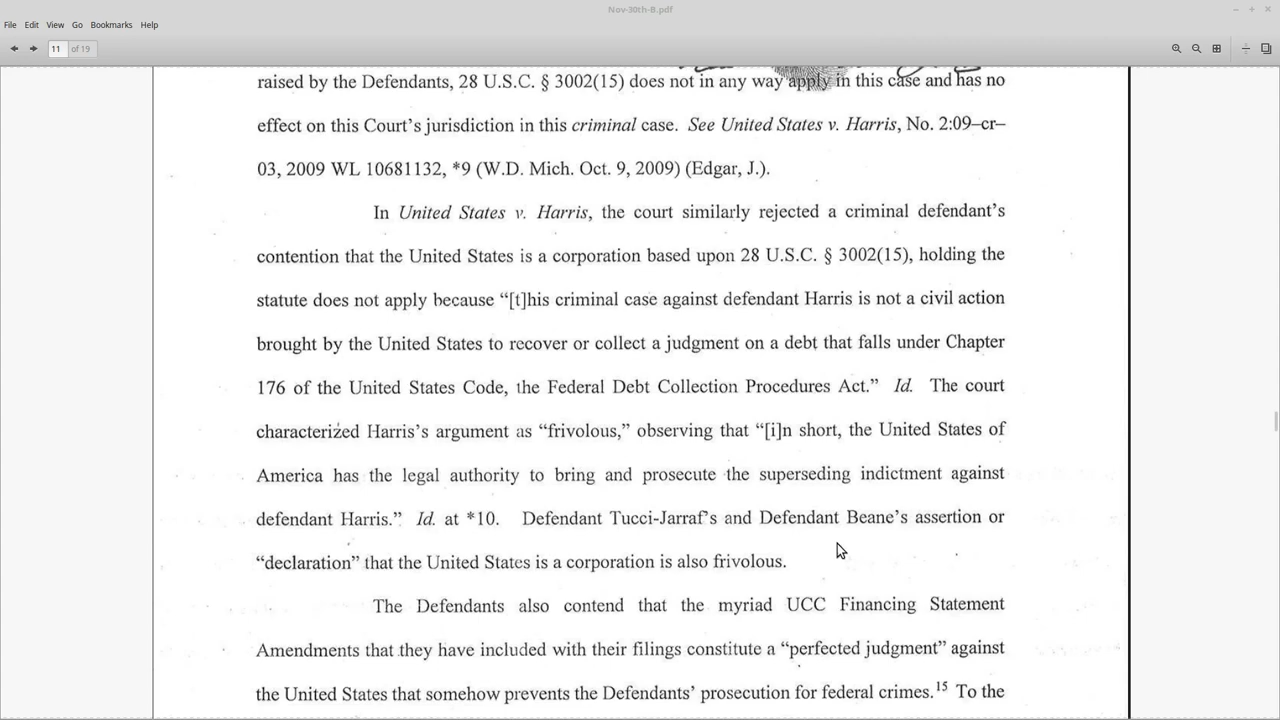 Nov-30th-B.pdf
File Edit View Go Bookmarks Help
11 of 19
raised by the Defendants, 28 U.S.C. § 3002(15) does not in any way apply in this case and has no
effect on this Court's jurisdiction in this criminal case. See United States v. Harris, No. 2:09–cr–
03, 2009 WL 10681132, *9 (W.D. Mich. Oct. 9, 2009) (Edgar, J.).
In United States v. Harris, the court similarly rejected a criminal defendant's
contention that the United States is a corporation based upon 28 U.S.C. § 3002(15), holding the
statute does not apply because “[t]his criminal case against defendant Harris is not a civil action
brought by the United States to recover or collect a judgment on a debt that falls under Chapter
176 of the United States Code, the Federal Debt Collection Procedures Act.” Id. The court
characterized Harris's argument as “frivolous,” observing that “[i]n short, the United States of
America has the legal authority to bring and prosecute the superseding indictment against
defendant Harris.” Id. at *10. Defendant Tucci-Jarraf's and Defendant Beane's assertion or
“declaration” that the United States is a corporation is also frivolous.
The Defendants also contend that the myriad UCC Financing Statement
Amendments that they have included with their filings constitute a “perfected judgment” against
the United States that somehow prevents the Defendants' prosecution for federal crimes.15 To the